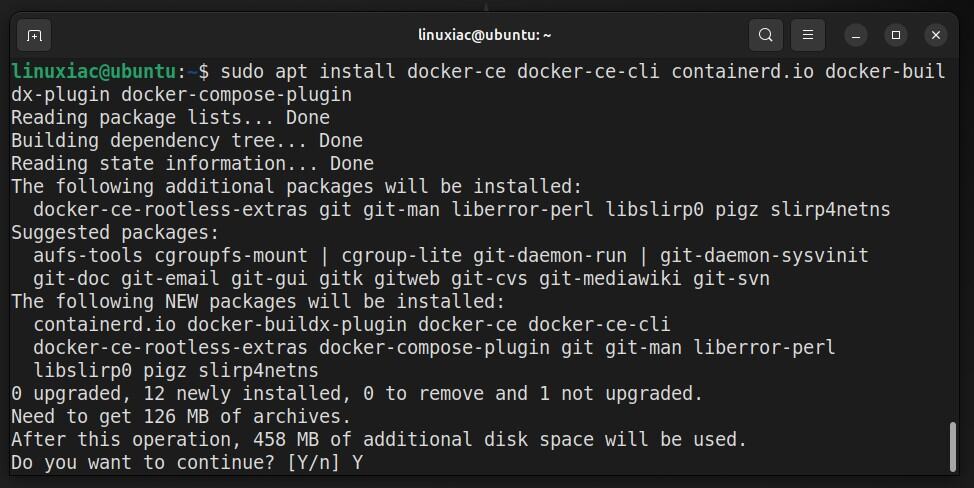 linuxiac@ubuntu: ~
linuxiac@ubuntu:~$ sudo apt install docker-ce docker-ce-cli containerd.io docker-buil
dx-plugin docker-compose-plugin
Reading package lists... Done
Building dependency tree... Done
Reading state information... Done
The following additional packages will be installed:
  docker-ce-rootless-extras git git-man liberror-perl libslirp0 pigz slirp4netns
Suggested packages:
  aufs-tools cgroupfs-mount | cgroup-lite git-daemon-run | git-daemon-sysvinit
  git-doc git-email git-gui gitk gitweb git-cvs git-mediawiki git-svn
The following NEW packages will be installed:
  containerd.io docker-buildx-plugin docker-ce docker-ce-cli
  docker-ce-rootless-extras docker-compose-plugin git git-man liberror-perl
  libslirp0 pigz slirp4netns
0 upgraded, 12 newly installed, 0 to remove and 1 not upgraded.
Need to get 126 MB of archives.
After this operation, 458 MB of additional disk space will be used.
Do you want to continue? [Y/n] Y